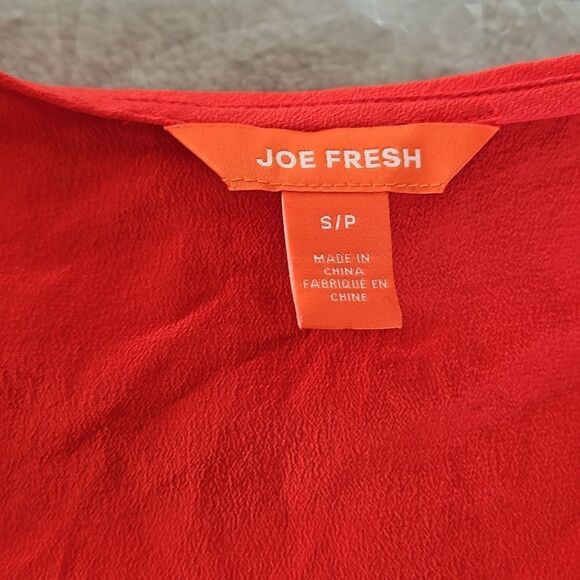 JOE FRESH
S/P
MADE IN
CHINA
FABRIQUÉ EN
CHINE